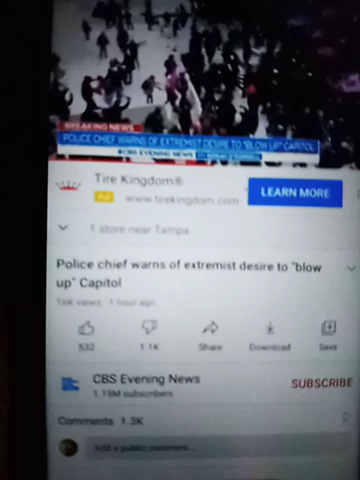 BREAKING NEWS
POLICE CHIEF WARNS OF EXTREMIST DESIRE TO "BLOW UP" CAPITOL
CBS EVENING NEWS
Tire Kingdom®
Ad www.tirekingdom.com
LEARN MORE
1 store near Tampa
Police chief warns of extremist desire to "blow
up" Capitol
16K views · 1 hour ago
532 1.1K Share Download Save
CBS Evening News
1.19M subscribers
SUBSCRIBE
Comments 1.3K
Add a public comment...